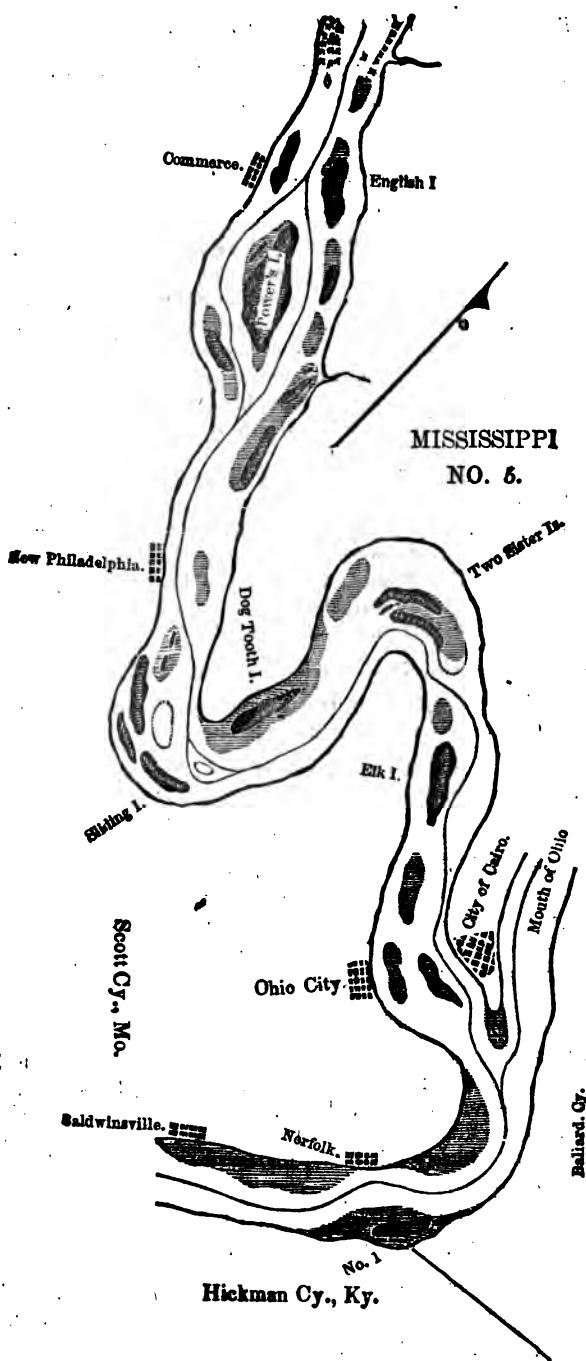 Commerce.
English I
Power's I.
MISSISSIPPI
NO. 5.
New Philadelphia.
Two Sister Is.
Dog Tooth I.
Elk I.
Sibling I.
City of Cairo.
Mouth of Ohio
Scott Cy., Mo.
Ohio City
Ballard. Cy.
Baldwinsville.
Norfolk.
No. 1
Hickman Cy., Ky.